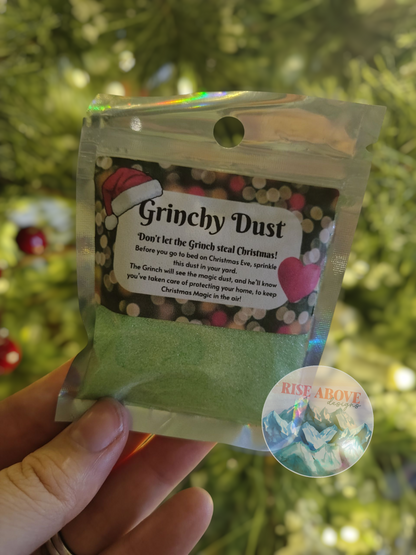 Grinchy Dust
Don't let the Grinch steal Christmas!
Before you go to bed on Christmas Eve, sprinkle
this dust in your yard.
The Grinch will see the magic dust, and he'll know
you've taken care of protecting your home, to keep
Christmas Magic in the air!
RISE ABOVE
designs